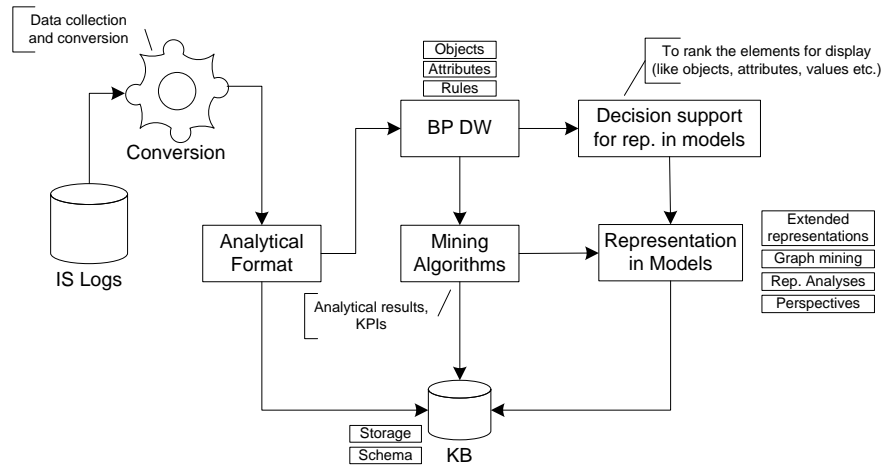 Data collection
and conversion
Conversion
IS Logs
Objects
Attributes
Rules
BP DW
To rank the elements for display
(like objects, attributes, values etc.)
Decision support
for rep. in models
Analytical
Format
Mining
Algorithms
Representation
in Models
Extended
representations
Graph mining
Rep. Analyses
Perspectives
Analytical results,
KPIs
Storage
Schema
KB